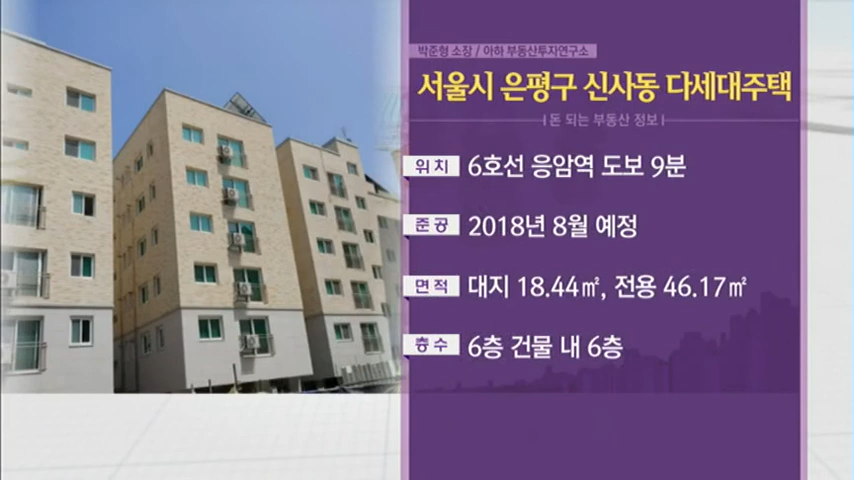 박준형 소장 / 아하 부동산투자연구소
서울시 은평구 신사동 다세대주택
돈 되는 부동산 정보
위치 6호선 응암역 도보 9분
준공 2018년 8월 예정
면적 대지 18.44㎡, 전용 46.17㎡
층수 6층 건물 내 6층